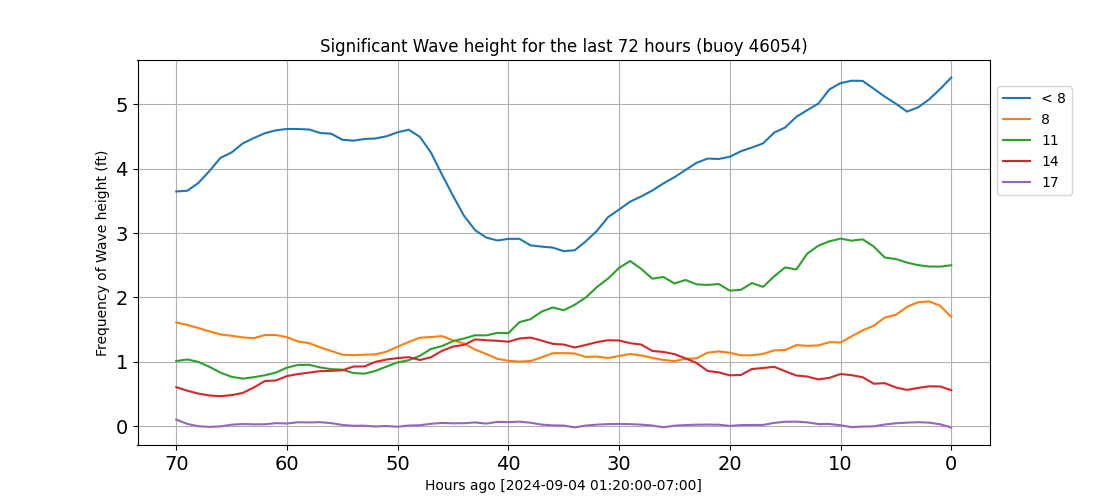 Significant Wave height for the last 72 hours (buoy 46054)
Frequency of Wave height (ft)
5
4
3
2
1
0
70 60 50 40 30 20 10 0
Hours ago [2024-09-04 01:20:00-07:00]
< 8
8
11
14
17